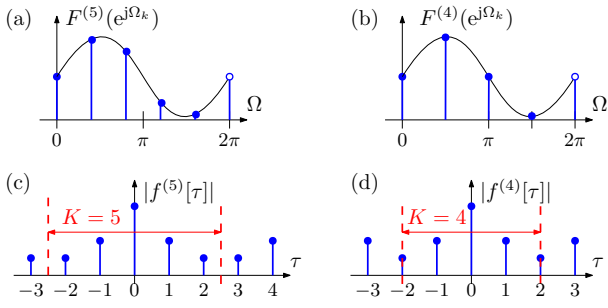 (a) F⁽⁵⁾(e^{jΩ_k})
0 π 2π Ω
(b) F⁽⁴⁾(e^{jΩ_k})
0 π 2π Ω
(c) |f⁽⁵⁾[τ]|
K = 5
−3 −2 −1 0 1 2 3 4 τ
(d) |f⁽⁴⁾[τ]|
K = 4
−3 −2 −1 0 1 2 3 τ